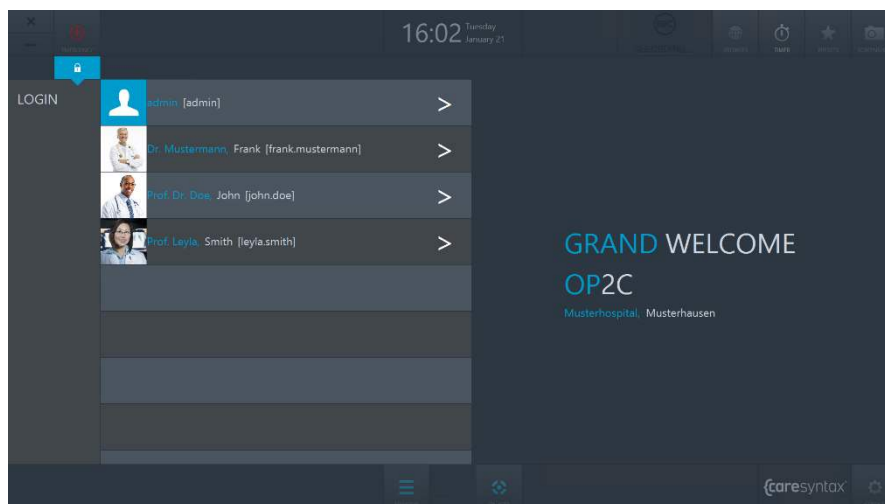 16:02 Tuesday
January 21
TIMER
LOGIN
admin [admin]
Dr. Mustermann, Frank [frank.mustermann]
Prof. Dr. Doe, John [john.doe]
Prof. Leyla, Smith [leyla.smith]
GRAND WELCOME
OP2C
Musterhospital, Musterhausen
caresyntax